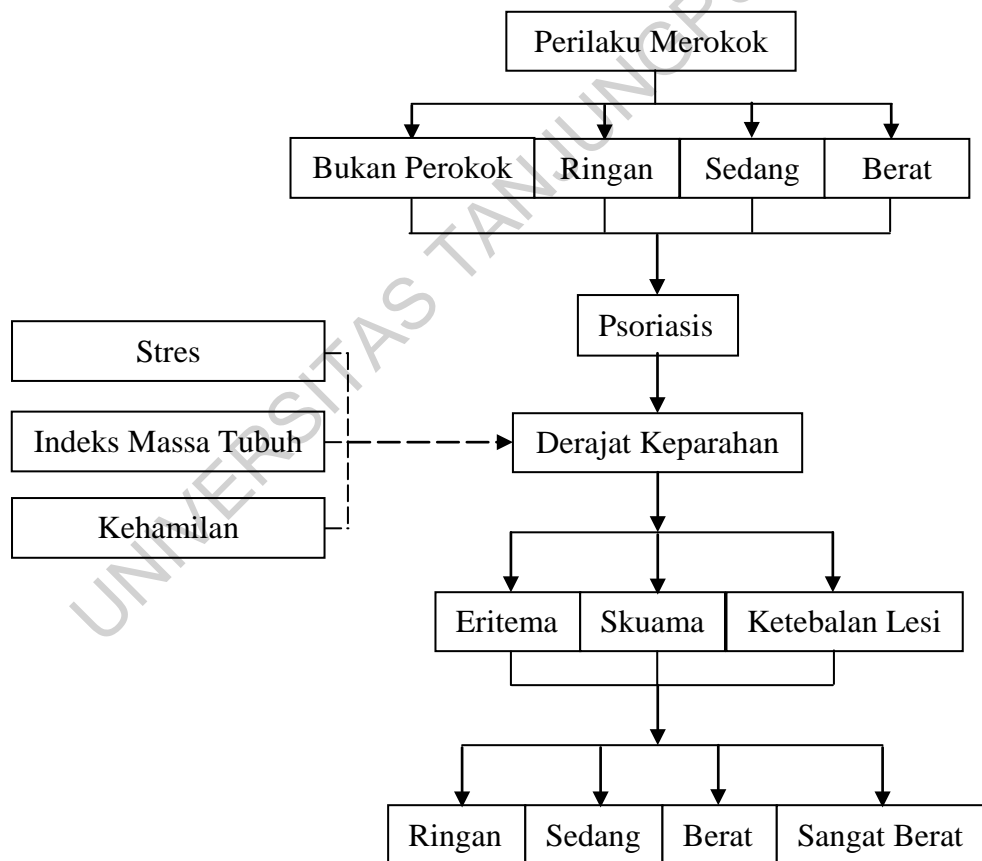 Perilaku Merokok
Bukan Perokok
Ringan
Sedang
Berat
Psoriasis
Stres
Indeks Massa Tubuh
Kehamilan
Derajat Keparahan
Eritema
Skuama
Ketebalan Lesi
Ringan
Sedang
Berat
Sangat Berat
UNIVERSITAS TANJUNGP